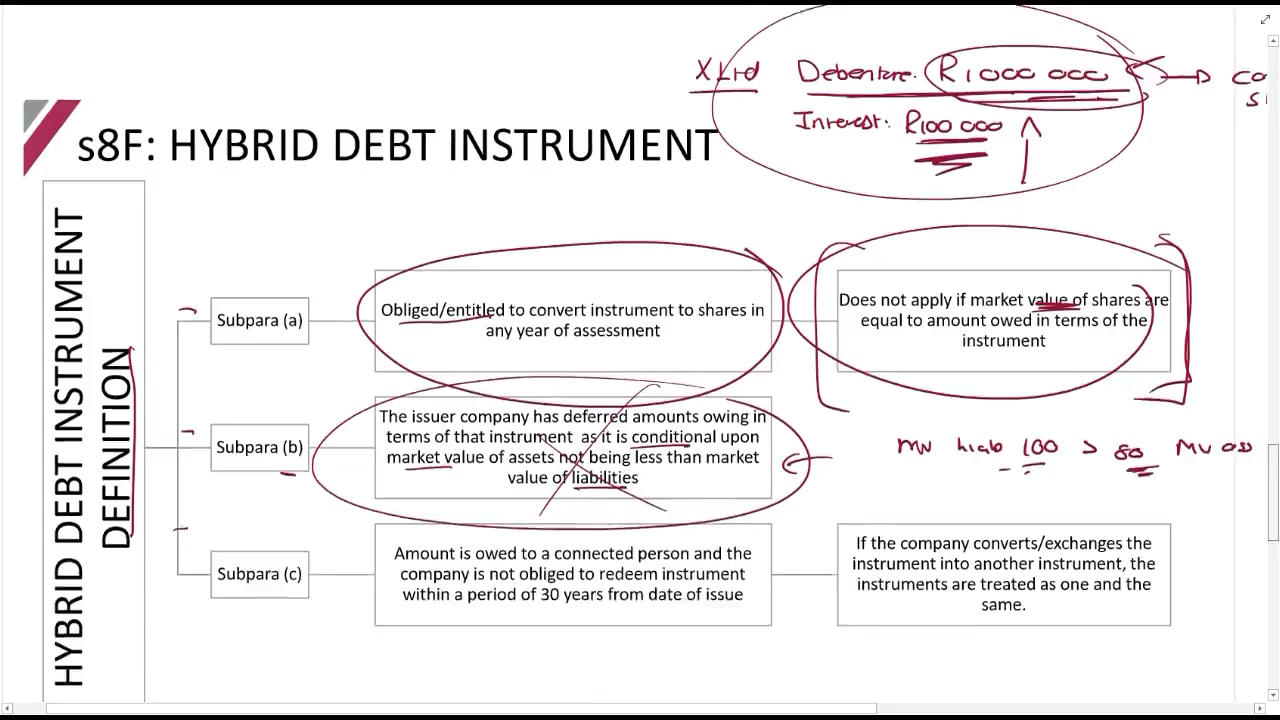 X Ltd Debenture: R1 000 000
Interest: R100 000
s8F: HYBRID DEBT INSTRUMENT
HYBRID DEBT INSTRUMENT
DEFINITION
Subpara (a)
Obliged/entitled to convert instrument to shares in
any year of assessment
Does not apply if market value of shares are
equal to amount owed in terms of the
instrument
Subpara (b)
The issuer company has deferred amounts owing in
terms of that instrument as it is conditional upon
market value of assets not being less than market
value of liabilities
MV liab 100 > 80 MV ass
Subpara (c)
Amount is owed to a connected person and the
company is not obliged to redeem instrument
within a period of 30 years from date of issue
If the company converts/exchanges the
instrument into another instrument, the
instruments are treated as one and the
same.